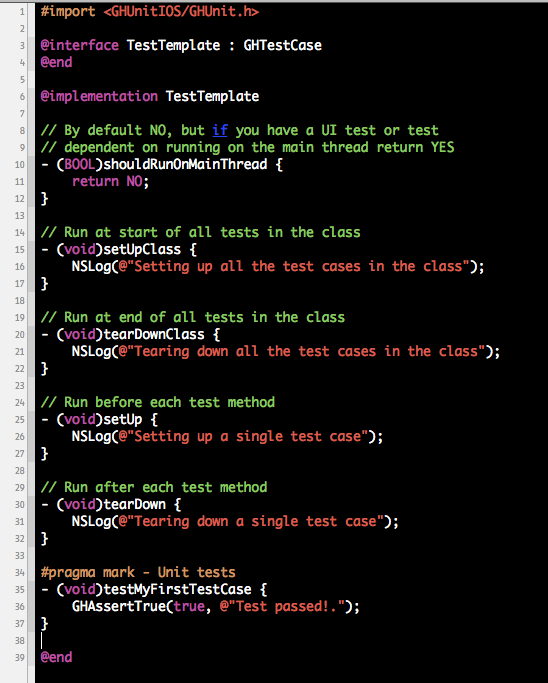 1 #import <GHUnitIOS/GHUnit.h>
2
3 @interface TestTemplate : GHTestCase
4 @end
5
6 @implementation TestTemplate
7
8 // By default NO, but if you have a UI test or test
9 // dependent on running on the main thread return YES
10 - (BOOL)shouldRunOnMainThread {
11     return NO;
12 }
13
14 // Run at start of all tests in the class
15 - (void)setUpClass {
16     NSLog(@"Setting up all the test cases in the class");
17 }
18
19 // Run at end of all tests in the class
20 - (void)tearDownClass {
21     NSLog(@"Tearing down all the test cases in the class");
22 }
23
24 // Run before each test method
25 - (void)setUp {
26     NSLog(@"Setting up a single test case");
27 }
28
29 // Run after each test method
30 - (void)tearDown {
31     NSLog(@"Tearing down a single test case");
32 }
33
34 #pragma mark - Unit tests
35 - (void)testMyFirstTestCase {
36     GHAssertTrue(true, @"Test passed!.");
37 }
38
39 @end